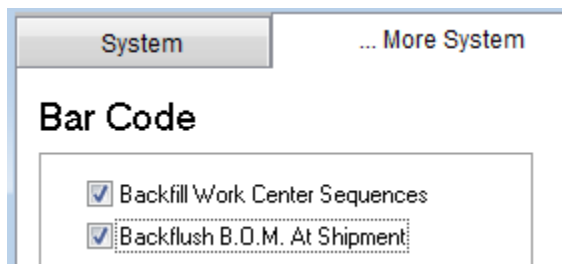 System
... More System
Bar Code
Backfill Work Center Sequences
Backflush B.O.M. At Shipment